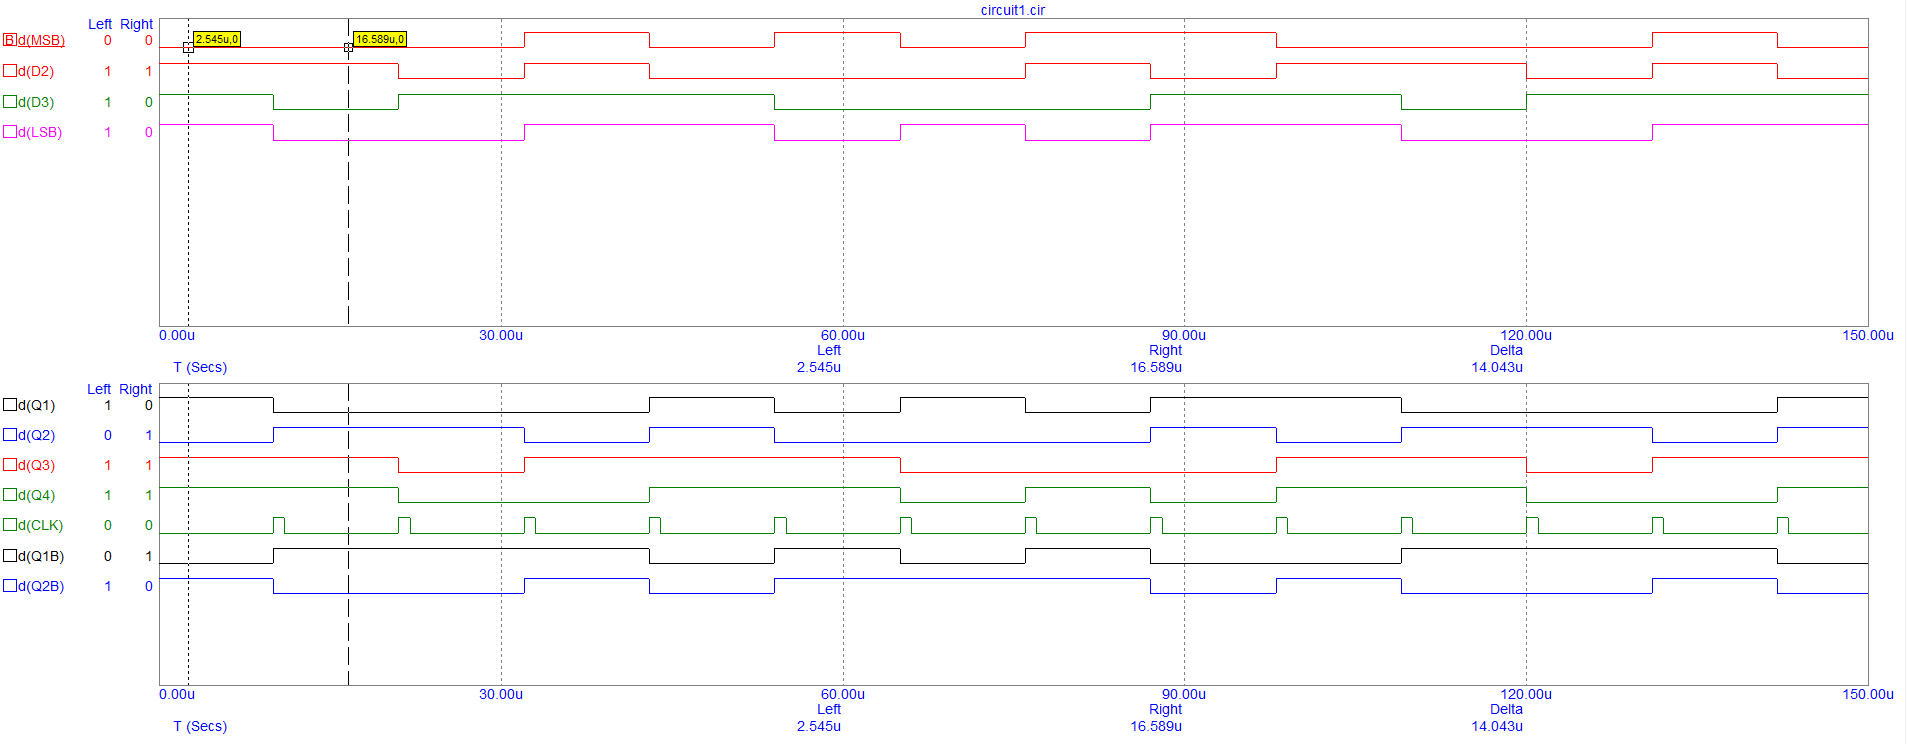 circuit1.cir
Left Right
B d(MSB) 0 0 2.545u,0 16.589u,0
d(D2) 1 1
d(D3) 1 0
d(LSB) 1 0
0.00u 30.00u 60.00u 90.00u 120.00u 150.00u
Left Right Delta
T (Secs) 2.545u 16.589u 14.043u
Left Right
d(Q1) 1 0
d(Q2) 0 1
d(Q3) 1 1
d(Q4) 1 1
d(CLK) 0 0
d(Q1B) 0 1
d(Q2B) 1 0
0.00u 30.00u 60.00u 90.00u 120.00u 150.00u
Left Right Delta
T (Secs) 2.545u 16.589u 14.043u